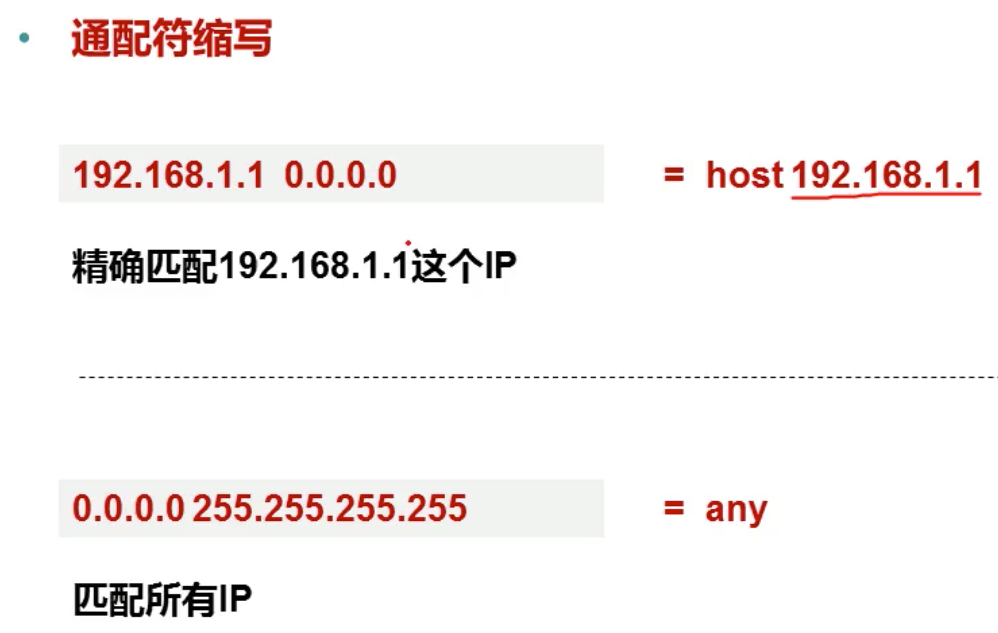 • 通配符缩写
192.168.1.1 0.0.0.0 = host 192.168.1.1
精确匹配192.168.1.1这个IP
0.0.0.0 255.255.255.255 = any
匹配所有IP